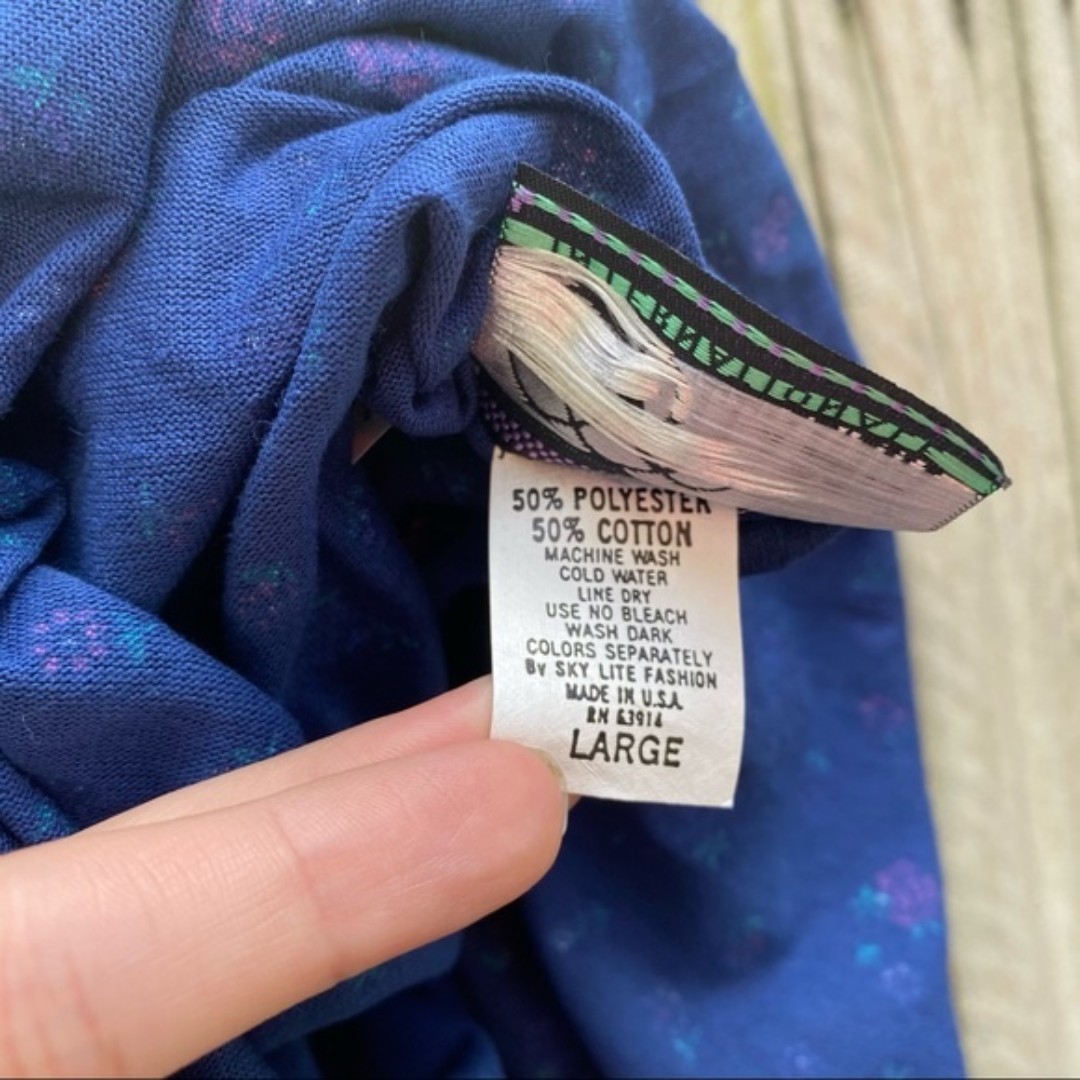 50% POLYESTER
50% COTTON
MACHINE WASH
COLD WATER
LINE DRY
USE NO BLEACH
WASH DARK
COLORS SEPARATELY
By SKY LITE FASHION
MADE IN U.S.A.
RN 63914
LARGE